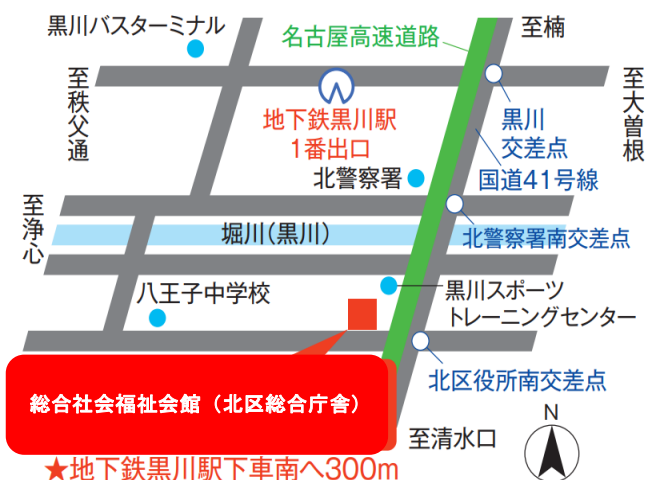 黒川バスターミナル
名古屋高速道路
至楠
至秩父通
至大曽根
地下鉄黒川駅
1番出口
黒川
交差点
北警察署
国道41号線
至浄心
堀川(黒川)
北警察署南交差点
八王子中学校
黒川スポーツ
トレーニングセンター
北区役所南交差点
総合社会福祉会館（北区総合庁舎）
至清水口
N
★地下鉄黒川駅下車南へ300m